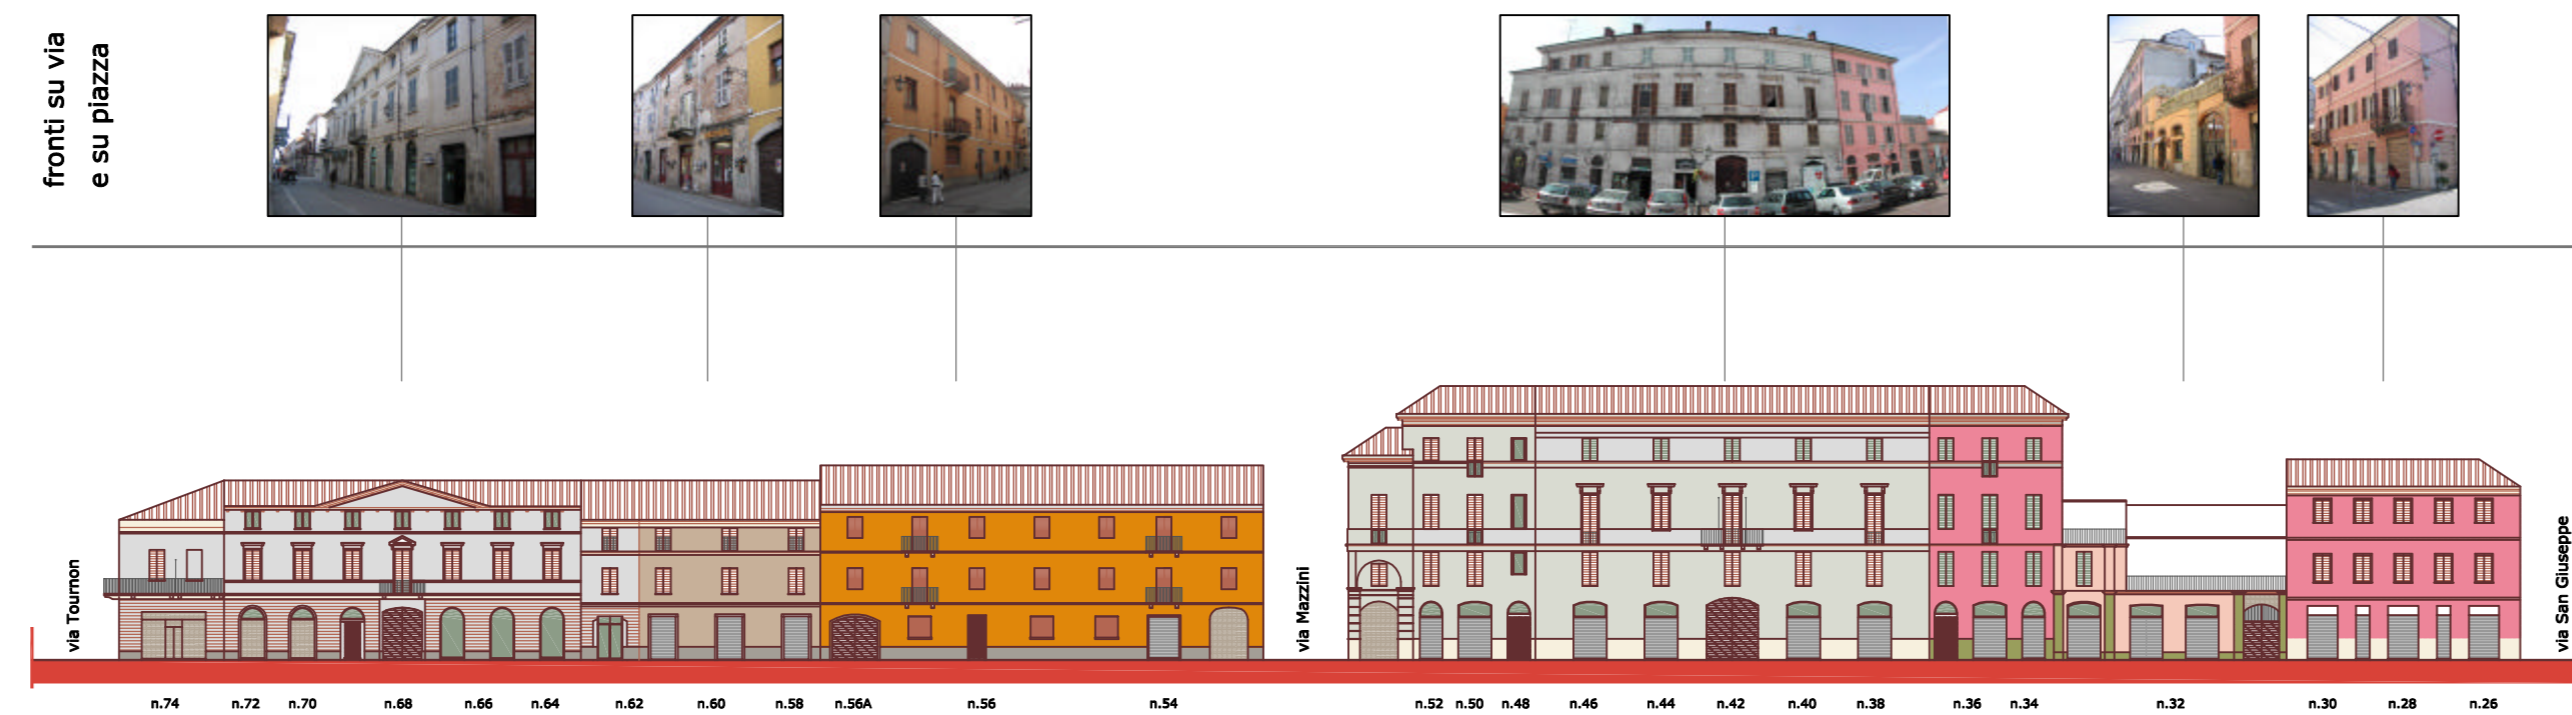 fronti su via
e su piazza
via Tournon
via Mazzini
via San Giuseppe
n.74 n.72 n.70 n.68 n.66 n.64 n.62 n.60 n.58 n.56A n.56 n.54 n.52 n.50 n.48 n.46 n.44 n.42 n.40 n.38 n.36 n.34 n.32 n.30 n.28 n.26